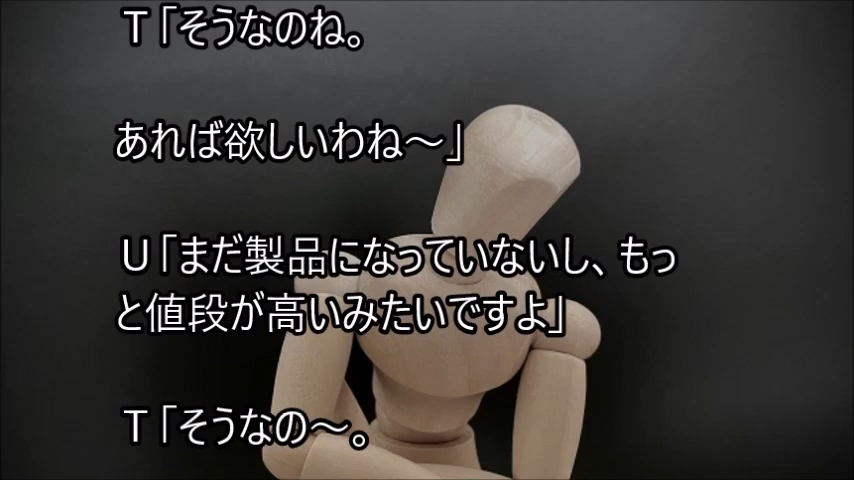 T「そうなのね。
あれば欲しいわね～」
U「まだ製品になっていないし、もっ
と値段が高いみたいですよ」
T「そうなの～。